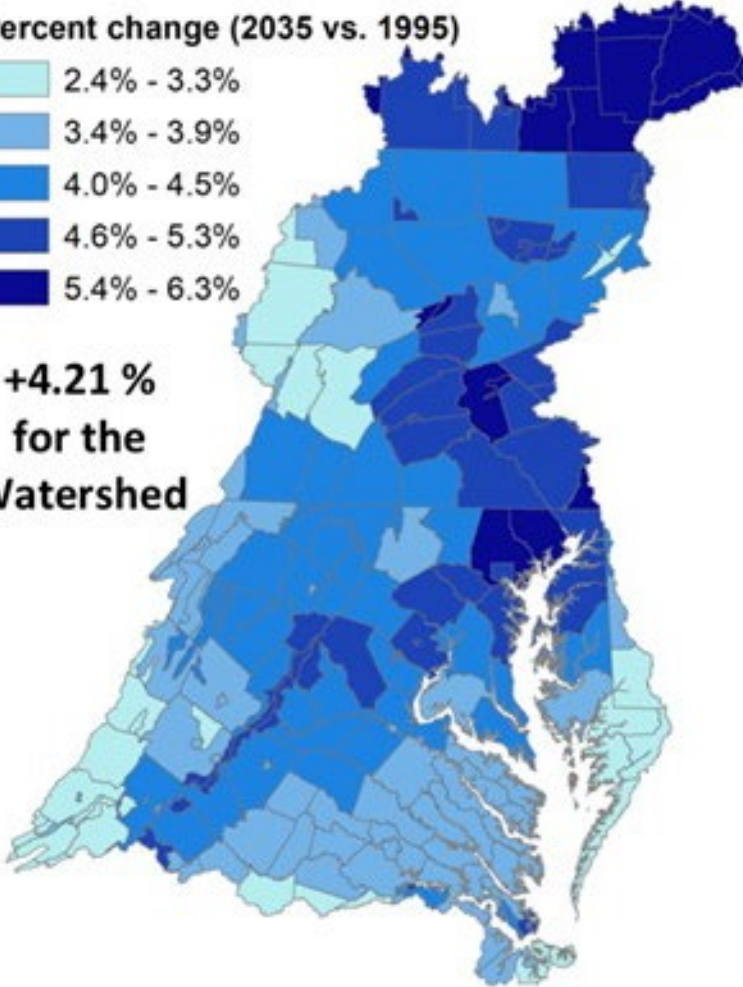 ercent change (2035 vs. 1995)
2.4% - 3.3%
3.4% - 3.9%
4.0% - 4.5%
4.6% - 5.3%
5.4% - 6.3%
+4.21 %
for the
Watershed